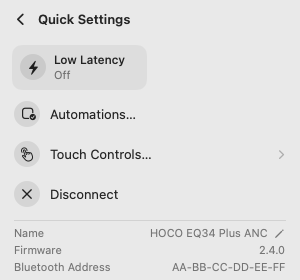 Quick Settings
Low Latency
Off
Automations...
Touch Controls...
Disconnect
Name HOCO EQ34 Plus ANC
Firmware 2.4.0
Bluetooth Address AA-BB-CC-DD-EE-FF